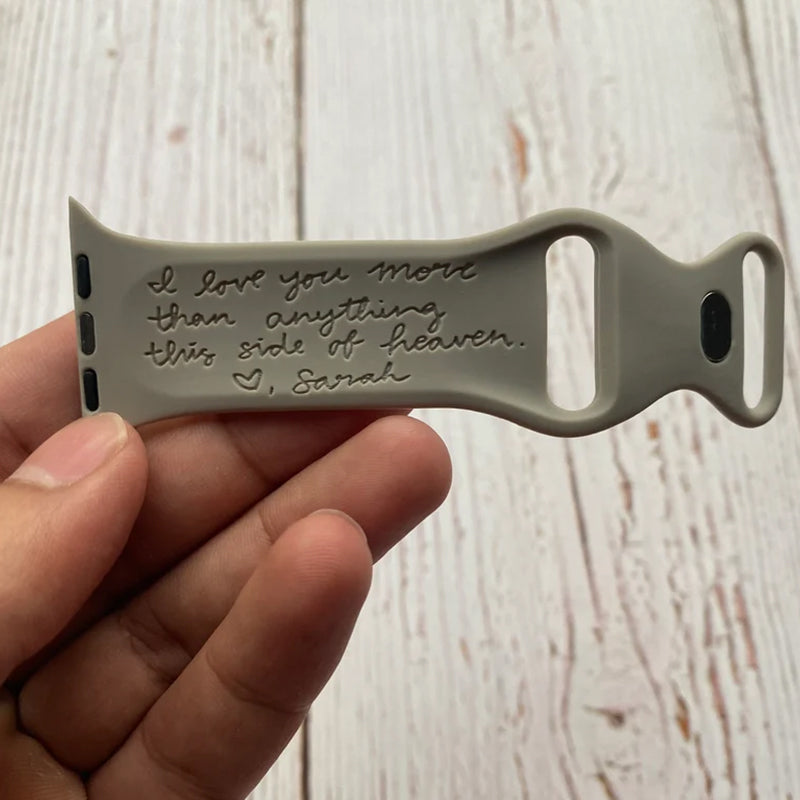 I love you more
than anything
this side of heaven.
♡, Sarah